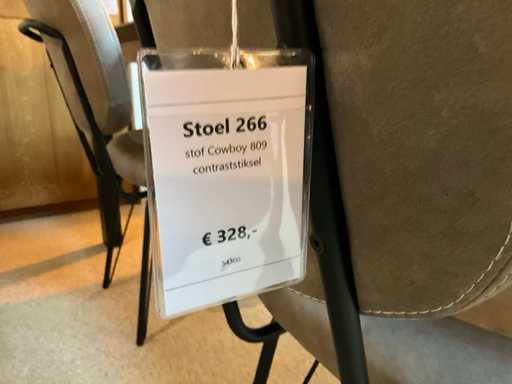 Stoel 266
stof Cowboy 809
contraststiksel
€ 328,-